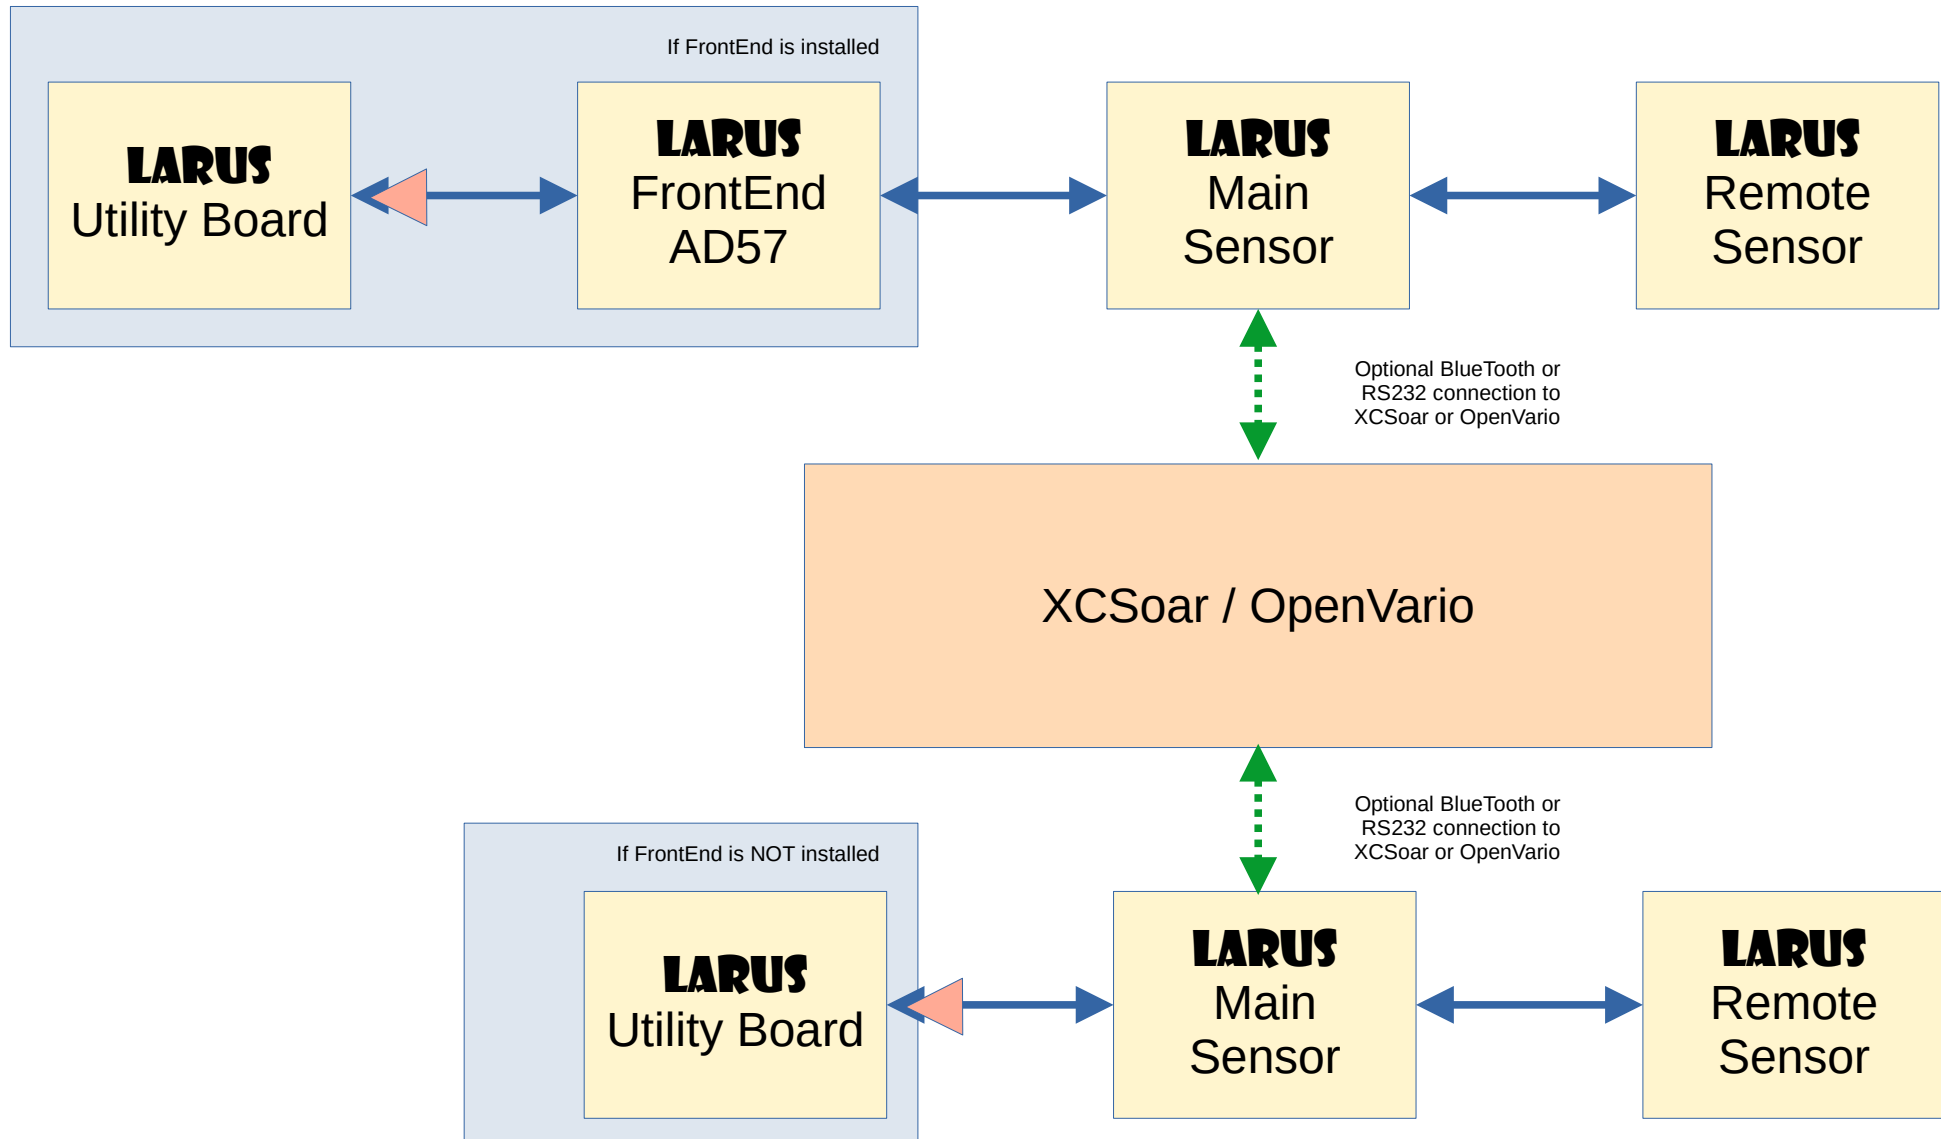 If FrontEnd is installed
LARUS
Utility Board
LARUS
FrontEnd
AD57
LARUS
Main
Sensor
LARUS
Remote
Sensor
Optional BlueTooth or
RS232 connection to
XCSoar or OpenVario
XCSoar / OpenVario
Optional BlueTooth or
RS232 connection to
XCSoar or OpenVario
If FrontEnd is NOT installed
LARUS
Utility Board
LARUS
Main
Sensor
LARUS
Remote
Sensor